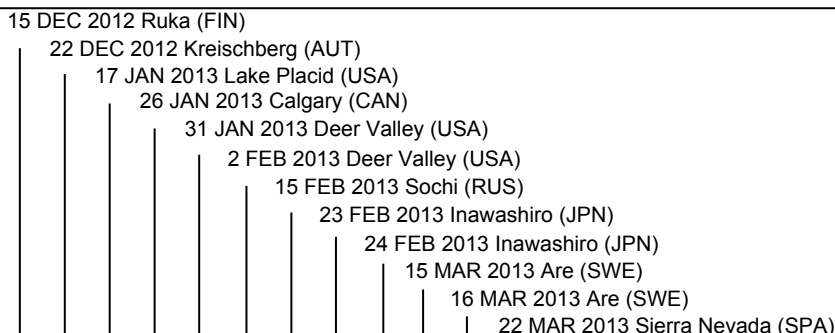 15 DEC 2012 Ruka (FIN)
22 DEC 2012 Kreischberg (AUT)
17 JAN 2013 Lake Placid (USA)
26 JAN 2013 Calgary (CAN)
31 JAN 2013 Deer Valley (USA)
2 FEB 2013 Deer Valley (USA)
15 FEB 2013 Sochi (RUS)
23 FEB 2013 Inawashiro (JPN)
24 FEB 2013 Inawashiro (JPN)
15 MAR 2013 Are (SWE)
16 MAR 2013 Are (SWE)
22 MAR 2013 Sierra Nevada (SPA)